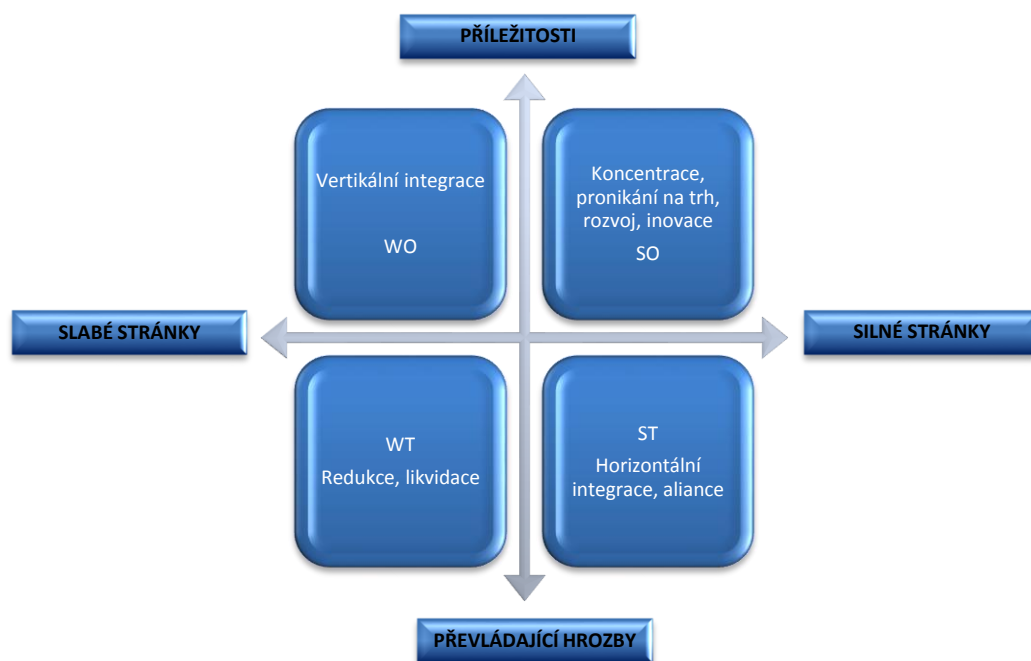 PŘÍLEŽITOSTI
Vertikální integrace
WO
Koncentrace,
pronikání na trh,
rozvoj, inovace
SO
SLABÉ STRÁNKY
SILNÉ STRÁNKY
WT
Redukce, likvidace
ST
Horizontální
integrace, aliance
PŘEVLÁDAJÍCÍ HROZBY